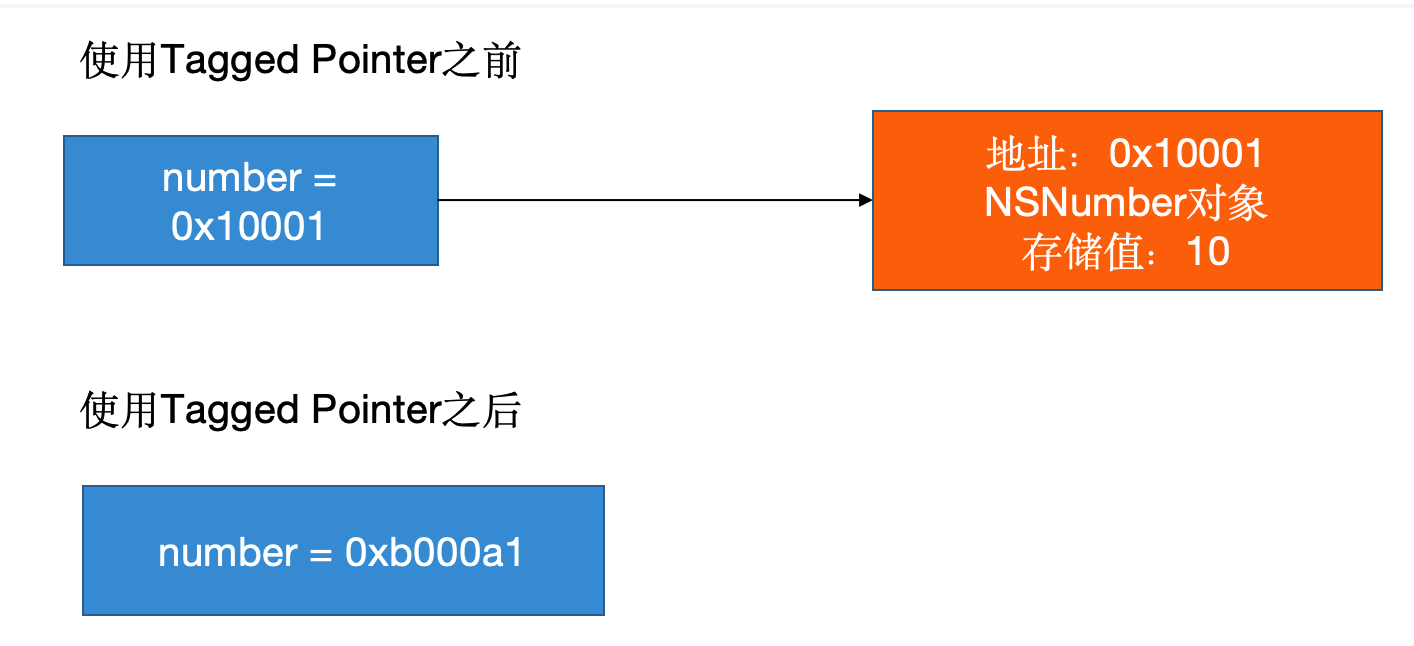 使用Tagged Pointer之前
number =
0x10001
地址：0x10001
NSNumber对象
存储值：10
使用Tagged Pointer之后
number = 0xb000a1